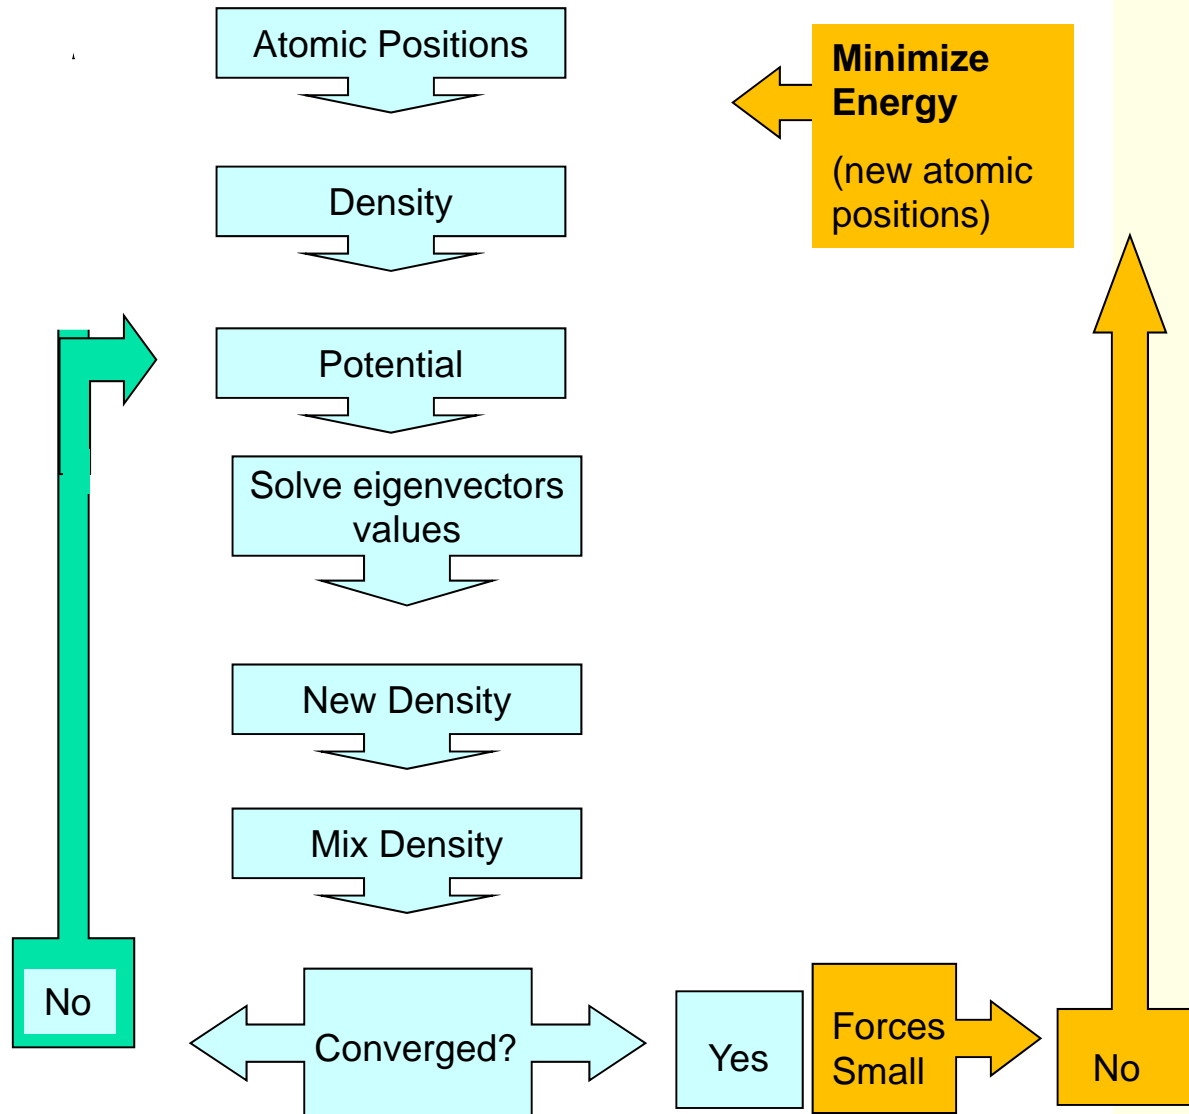 Atomic Positions
Minimize
Energy
(new atomic
positions)
Density
Potential
Solve eigenvectors
values
New Density
Mix Density
No
Converged?
Yes
Forces
Small
No